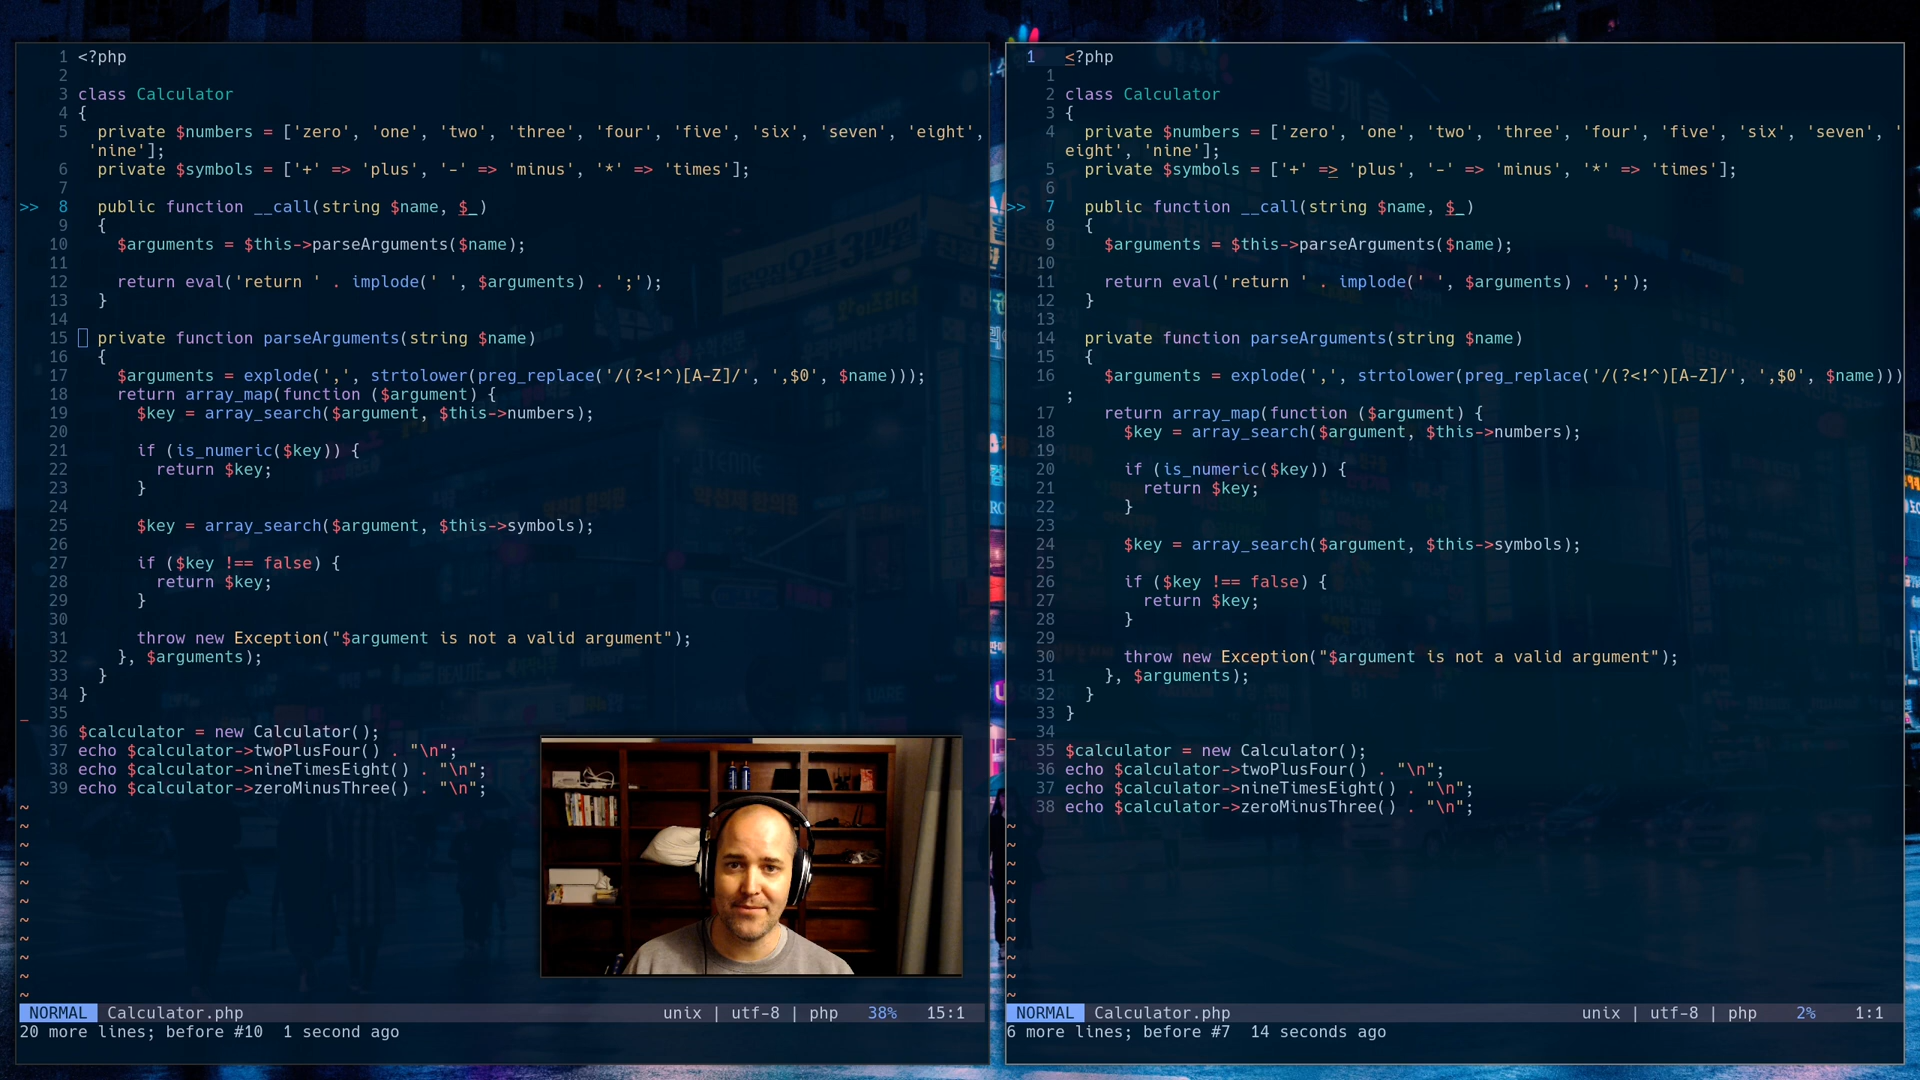 1 <?php
2
3 class Calculator
4 {
5 private $numbers = ['zero', 'one', 'two', 'three', 'four', 'five', 'six', 'seven', 'eight',
'nine'];
6 private $symbols = ['+' => 'plus', '-' => 'minus', '*' => 'times'];
7
>> 8 public function __call(string $name, $_)
9 {
10 $arguments = $this->parseArguments($name);
11
12 return eval('return ' . implode(' ', $arguments) . ';');
13 }
14
15 private function parseArguments(string $name)
16 {
17 $arguments = explode(',', strtolower(preg_replace('/(?<!^)[A-Z]/', ',$0', $name)));
18 return array_map(function ($argument) {
19 $key = array_search($argument, $this->numbers);
20
21 if (is_numeric($key)) {
22 return $key;
23 }
24
25 $key = array_search($argument, $this->symbols);
26
27 if ($key !== false) {
28 return $key;
29 }
30
31 throw new Exception("$argument is not a valid argument");
32 }, $arguments);
33 }
34 }
35
36 $calculator = new Calculator();
37 echo $calculator->twoPlusFour() . "\n";
38 echo $calculator->nineTimesEight() . "\n";
39 echo $calculator->zeroMinusThree() . "\n";
~
~
~
~
~
~
~
~
~
~
~
NORMAL Calculator.php unix | utf-8 | php 38% 15:1
20 more lines; before #10 1 second ago
1 <?php
1
2 class Calculator
3 {
4 private $numbers = ['zero', 'one', 'two', 'three', 'four', 'five', 'six', 'seven', '
eight', 'nine'];
5 private $symbols = ['+' => 'plus', '-' => 'minus', '*' => 'times'];
6
>> 7 public function __call(string $name, $_)
8 {
9 $arguments = $this->parseArguments($name);
10
11 return eval('return ' . implode(' ', $arguments) . ';');
12 }
13
14 private function parseArguments(string $name)
15 {
16 $arguments = explode(',', strtolower(preg_replace('/(?<!^)[A-Z]/', ',$0', $name)))
;
17 return array_map(function ($argument) {
18 $key = array_search($argument, $this->numbers);
19
20 if (is_numeric($key)) {
21 return $key;
22 }
23
24 $key = array_search($argument, $this->symbols);
25
26 if ($key !== false) {
27 return $key;
28 }
29
30 throw new Exception("$argument is not a valid argument");
31 }, $arguments);
32 }
33 }
34
35 $calculator = new Calculator();
36 echo $calculator->twoPlusFour() . "\n";
37 echo $calculator->nineTimesEight() . "\n";
38 echo $calculator->zeroMinusThree() . "\n";
~
~
~
~
~
~
~
~
~
~
NORMAL Calculator.php unix | utf-8 | php 2% 1:1
6 more lines; before #7 14 seconds ago